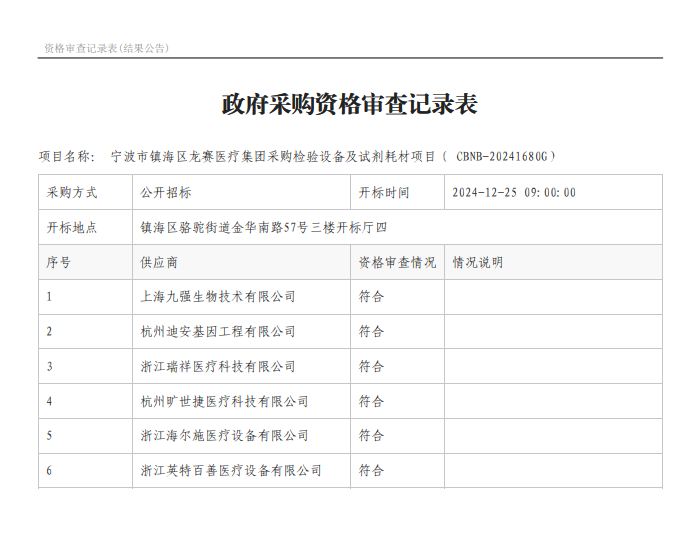 资格审查记录表(结果公告)
政府采购资格审查记录表
项目名称： 宁波市镇海区龙赛医疗集团采购检验设备及试剂耗材项目（ CBNB-20241680G）
采购方式 公开招标 开标时间 2024-12-25 09:00:00
开标地点 镇海区骆驼街道金华南路57号三楼开标厅四
序号 供应商 资格审查情况 情况说明
1 上海九强生物技术有限公司 符合
2 杭州迪安基因工程有限公司 符合
3 浙江瑞祥医疗科技有限公司 符合
4 杭州旷世捷医疗科技有限公司 符合
5 浙江海尔施医疗设备有限公司 符合
6 浙江英特百善医疗设备有限公司 符合